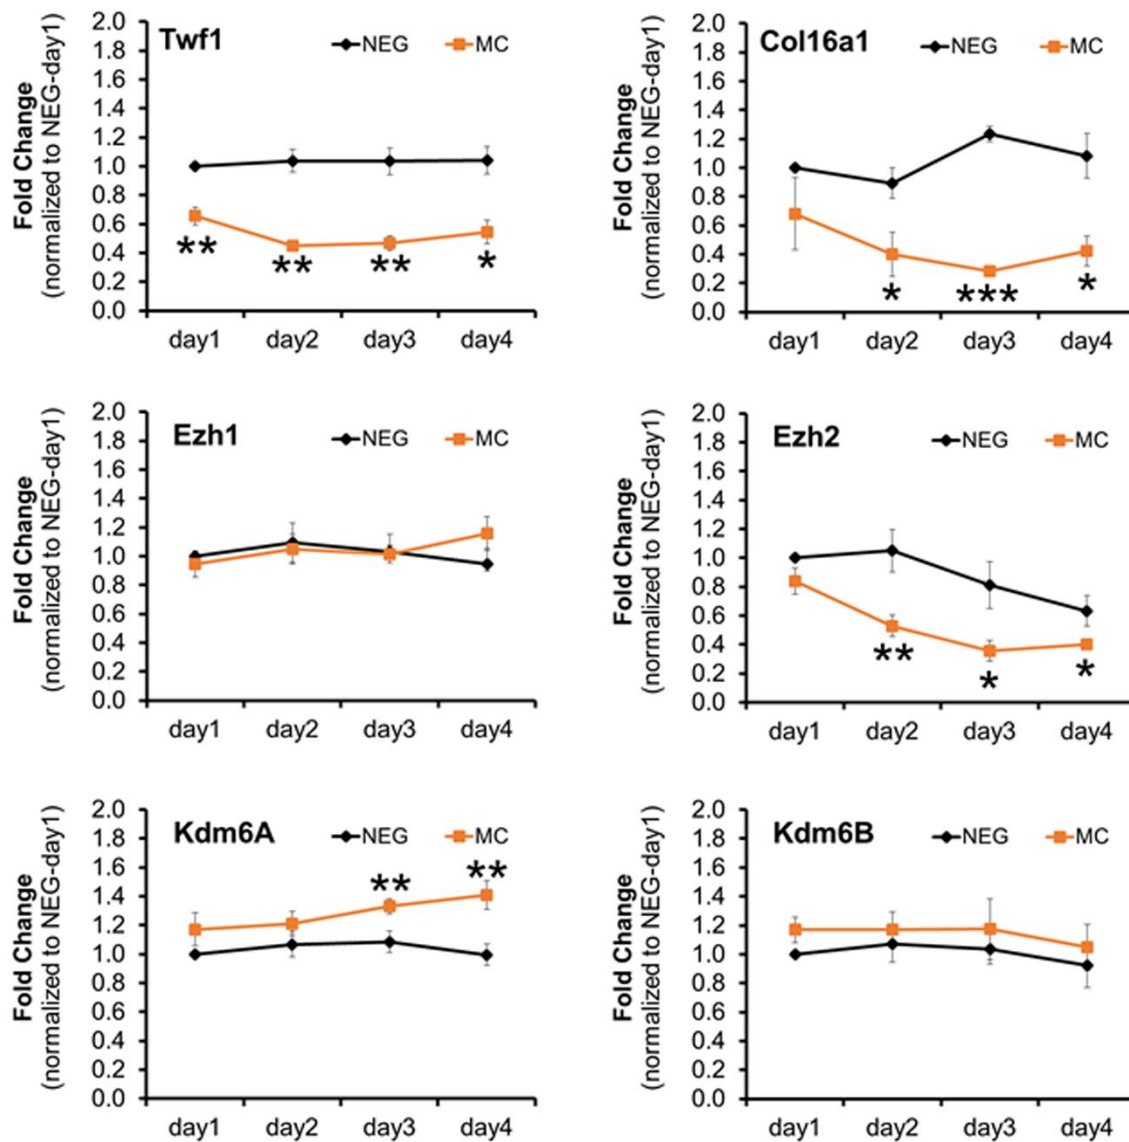 Twf1
NEG MC
Fold Change
(normalized to NEG-day1)
2.0
1.8
1.6
1.4
1.2
1.0
0.8
0.6
0.4
0.2
0.0
** ** ** *
day1 day2 day3 day4
Col16a1
NEG MC
Fold Change
(normalized to NEG-day1)
2.0
1.8
1.6
1.4
1.2
1.0
0.8
0.6
0.4
0.2
0.0
* *** *
day1 day2 day3 day4
Ezh1
NEG MC
Fold Change
(normalized to NEG-day1)
2.0
1.8
1.6
1.4
1.2
1.0
0.8
0.6
0.4
0.2
0.0
day1 day2 day3 day4
Ezh2
NEG MC
Fold Change
(normalized to NEG-day1)
2.0
1.8
1.6
1.4
1.2
1.0
0.8
0.6
0.4
0.2
0.0
** * *
day1 day2 day3 day4
Kdm6A
NEG MC
Fold Change
(normalized to NEG-day1)
2.0
1.8
1.6
1.4
1.2
1.0
0.8
0.6
0.4
0.2
0.0
** **
day1 day2 day3 day4
Kdm6B
NEG MC
Fold Change
(normalized to NEG-day1)
2.0
1.8
1.6
1.4
1.2
1.0
0.8
0.6
0.4
0.2
0.0
day1 day2 day3 day4